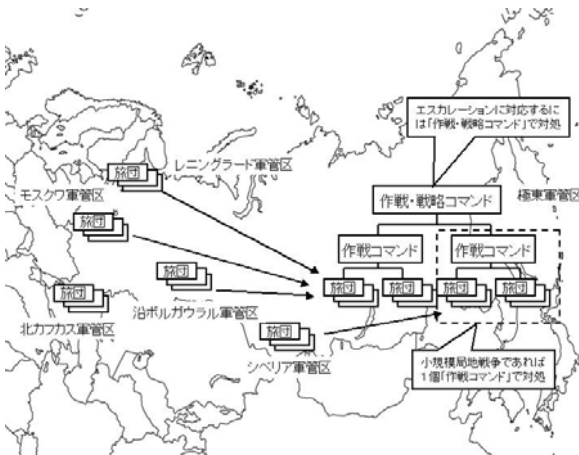 エスカレーションに対応するに
は「作戦・戦略コマンド」で対処
レニングラード軍管区
旅団
モスクワ軍管区
作戦・戦略コマンド
極東軍管区
旅団
作戦コマンド
作戦コマンド
旅団
旅団
旅団
旅団
旅団
旅団
沿ボルガウラル軍管区
北カフカス軍管区
旅団
シベリア軍管区
小規模局地戦争であれば
1個「作戦コマンド」で対処